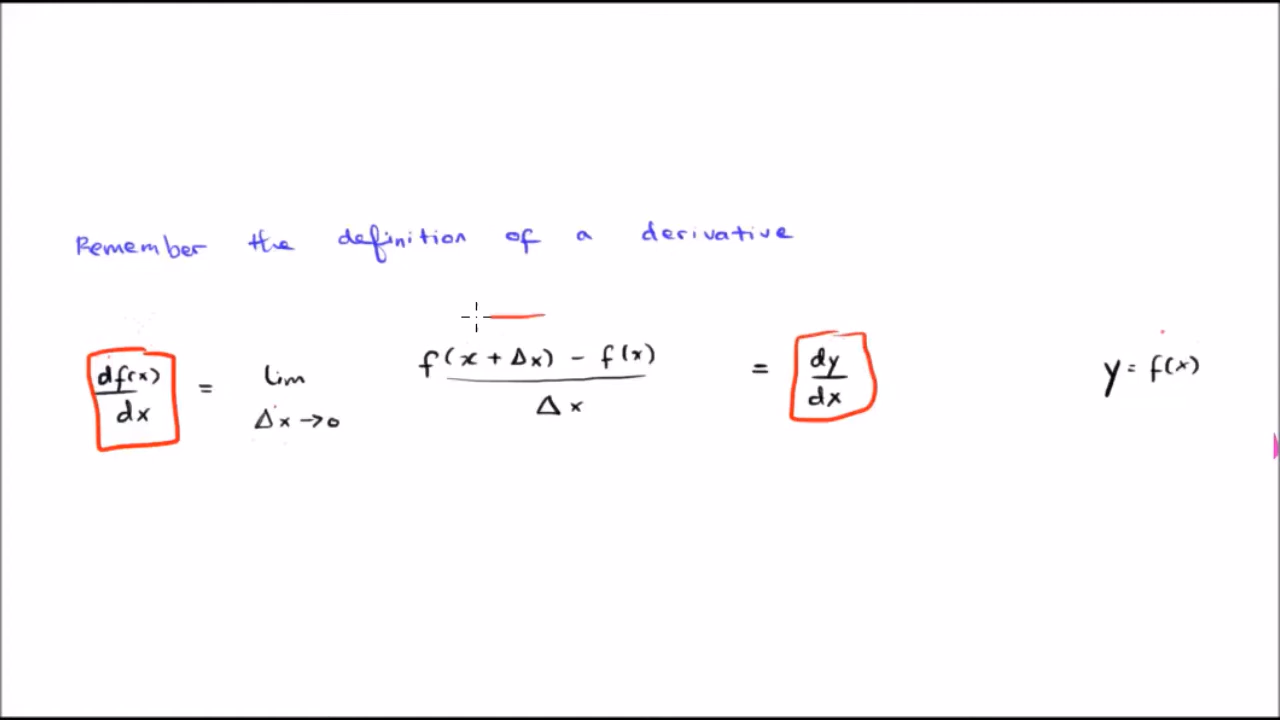 Remember the definition of a derivative
df(x)/dx = lim Δx→0 f(x + Δx) - f(x)/Δx = dy/dx y = f(x)